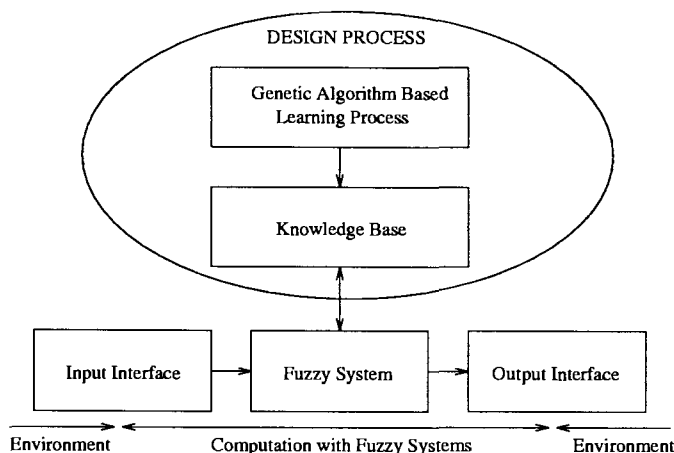 DESIGN PROCESS
Genetic Algorithm Based
Learning Process
Knowledge Base
Input Interface
Fuzzy System
Output Interface
Environment
Computation with Fuzzy Systems
Environment